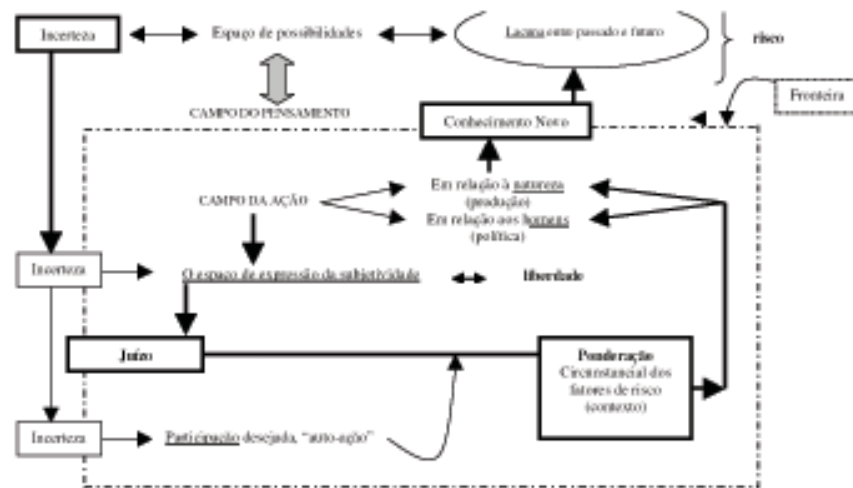 Incerteza
Espaço de possibilidades
Lacuna entre passado e futuro
risco
Fronteira
CAMPO DO PENSAMENTO
Conhecimento Novo
Em relação à natureza
(produção)
CAMPO DA AÇÃO
Em relação aos homens
(política)
Incerteza
O espaço de expressão da subjetividade
liberdade
Juízo
Ponderação
Circunstancial dos
fatores de risco
(contexto)
Incerteza
Participação desejada, “auto-ação”